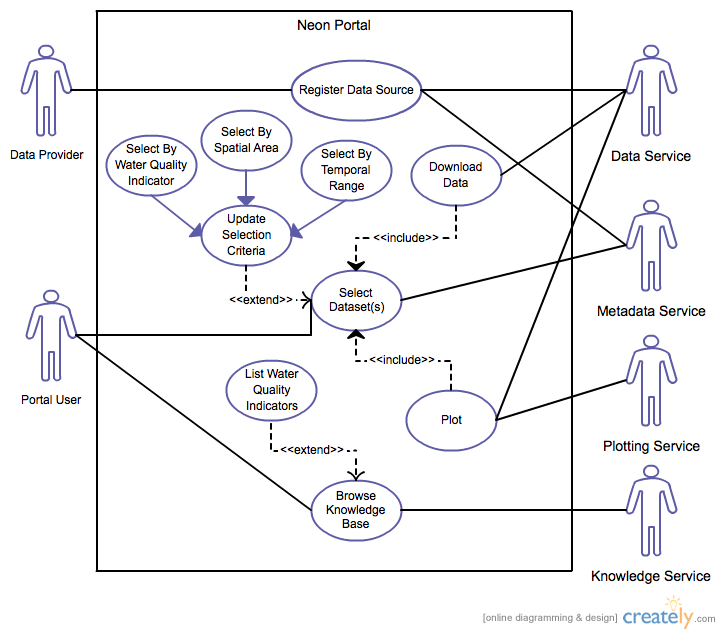 Neon Portal
Register Data Source
Data Provider
Data Service
Select By
Water Quality
Indicator
Select By
Spatial Area
Select By
Temporal
Range
Download
Data
Update
Selection
Criteria
<<include>>
<<extend>>
Select
Dataset(s)
Metadata Service
<<include>>
List Water
Quality
Indicators
Portal User
Plot
Plotting Service
<<extend>>
Browse
Knowledge
Base
Knowledge Service
[online diagramming & design] creately.com